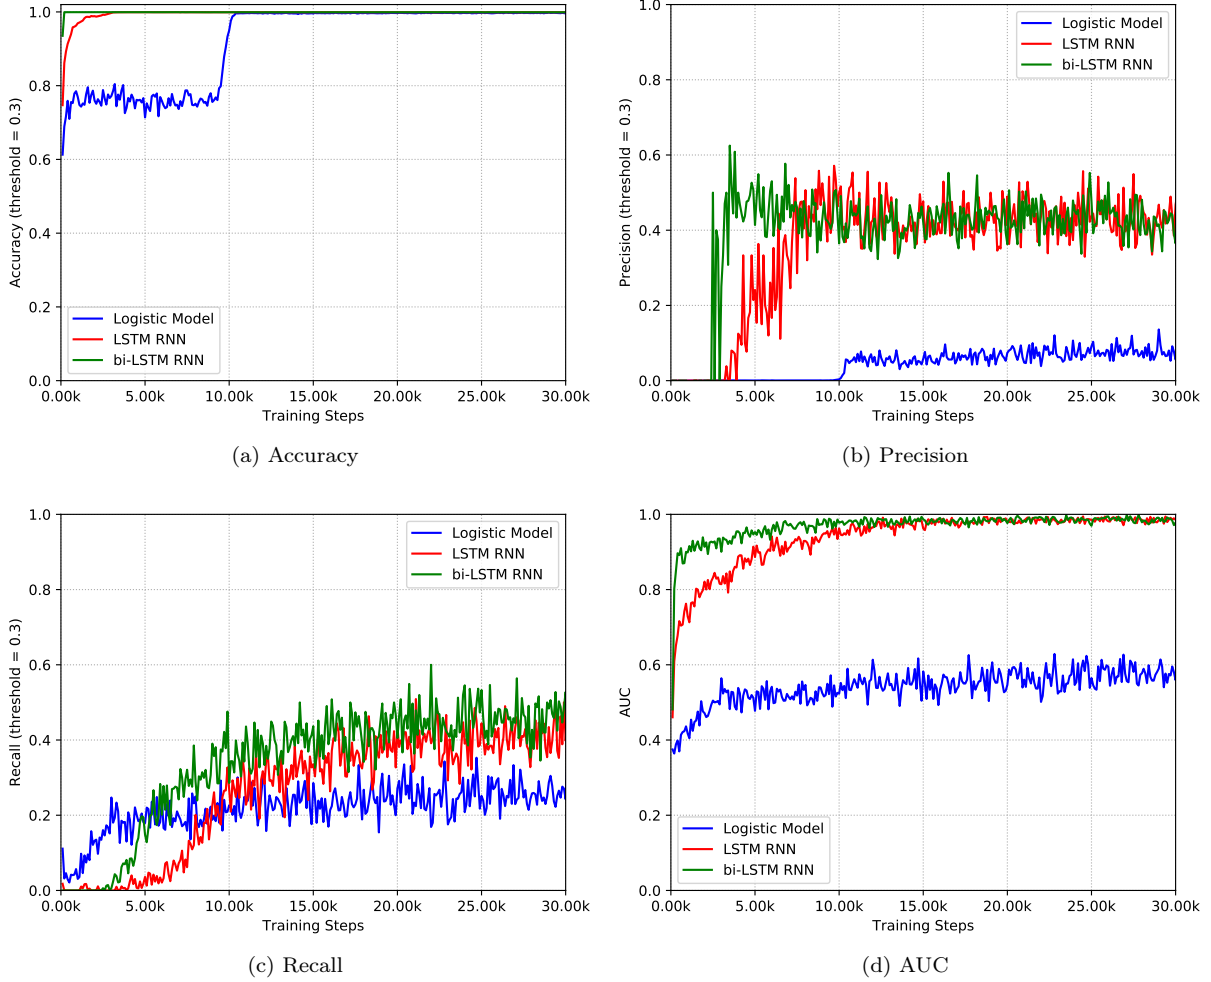 1.0
0.8
0.6
0.4
0.2
0.0
Accuracy (threshold = 0.3)
Logistic Model
LSTM RNN
bi-LSTM RNN
0.00k 5.00k 10.00k 15.00k 20.00k 25.00k 30.00k
Training Steps
(a) Accuracy
1.0
0.8
0.6
0.4
0.2
0.0
Precision (threshold = 0.3)
Logistic Model
LSTM RNN
bi-LSTM RNN
0.00k 5.00k 10.00k 15.00k 20.00k 25.00k 30.00k
Training Steps
(b) Precision
1.0
0.8
0.6
0.4
0.2
0.0
Recall (threshold = 0.3)
Logistic Model
LSTM RNN
bi-LSTM RNN
0.00k 5.00k 10.00k 15.00k 20.00k 25.00k 30.00k
Training Steps
(c) Recall
1.0
0.8
0.6
0.4
0.2
0.0
AUC
Logistic Model
LSTM RNN
bi-LSTM RNN
0.00k 5.00k 10.00k 15.00k 20.00k 25.00k 30.00k
Training Steps
(d) AUC